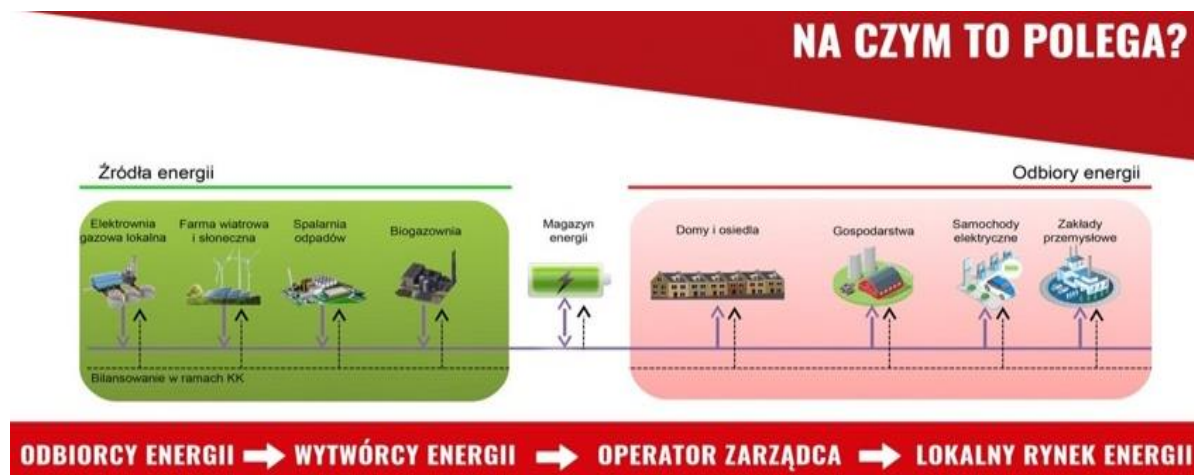 NA CZYM TO POLEGA?
Źródła energii
Odbiory energii
Elektrownia
gazowa lokalna
Farma wiatrowa
i słoneczna
Spalarnia
odpadów
Biogazownia
Magazyn
energii
Domy i osiedla
Gospodarstwa
Samochody
elektryczne
Zakłady
przemysłowe
Bilansowanie w ramach KK
ODBIORCY ENERGII ➡ WYTWÓRCY ENERGII ➡ OPERATOR ZARZĄDCA ➡ LOKALNY RYNEK ENERGII